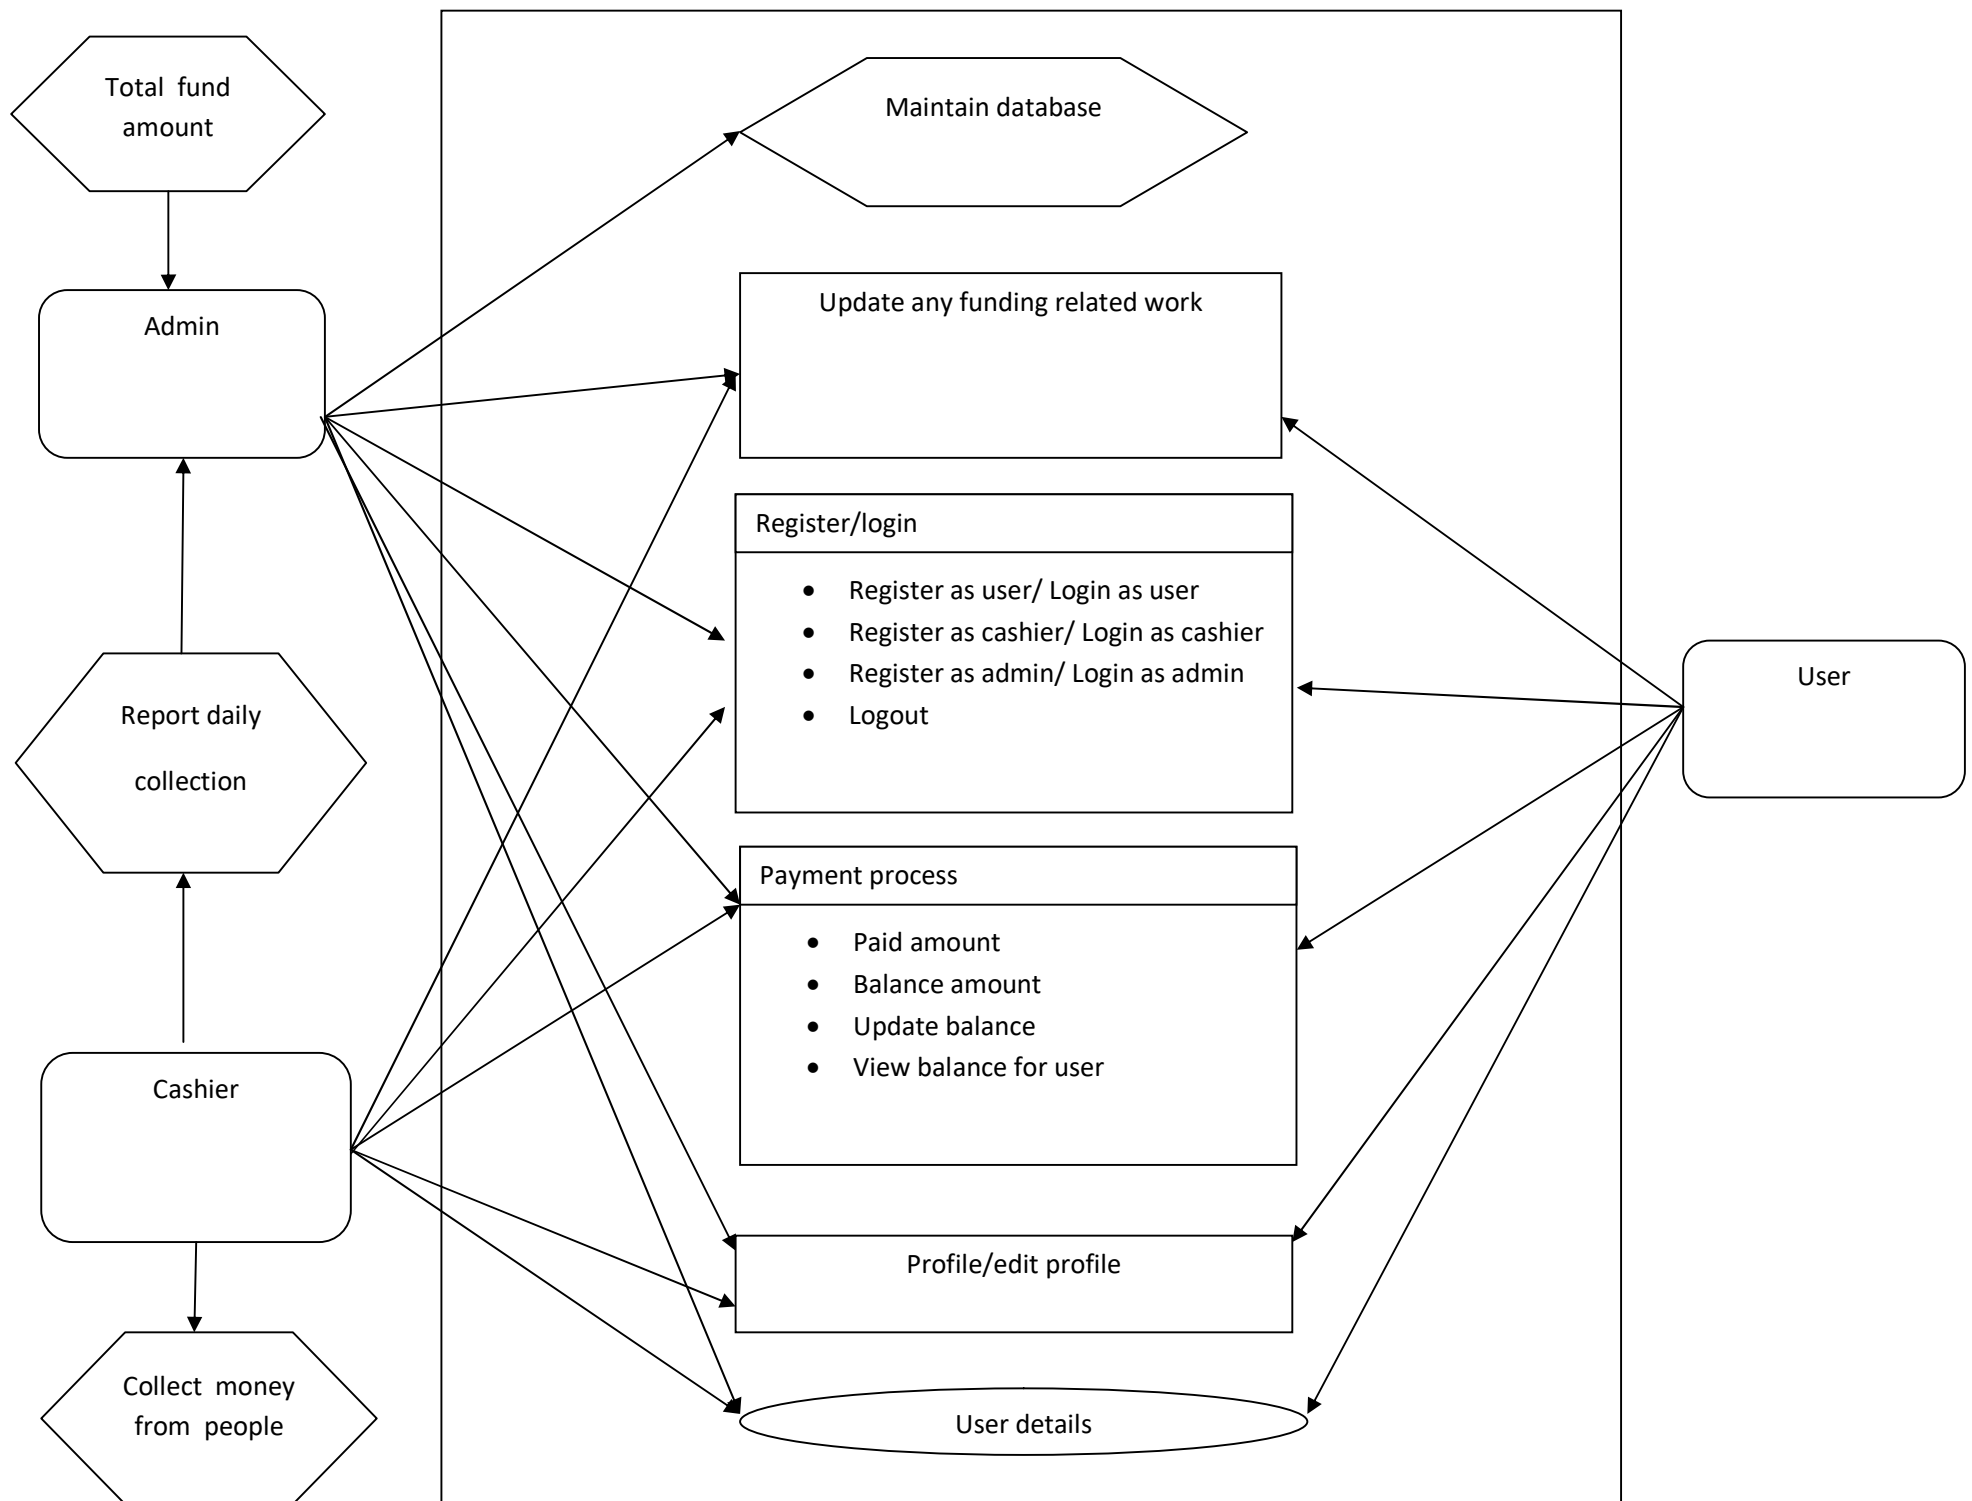 Total fund
amount
Maintain database
Update any funding related work
Admin
Register/login
• Register as user/ Login as user
• Register as cashier/ Login as cashier
• Register as admin/ Login as admin
• Logout
User
Report daily
collection
Payment process
• Paid amount
• Balance amount
• Update balance
• View balance for user
Cashier
Profile/edit profile
Collect money
from people
User details